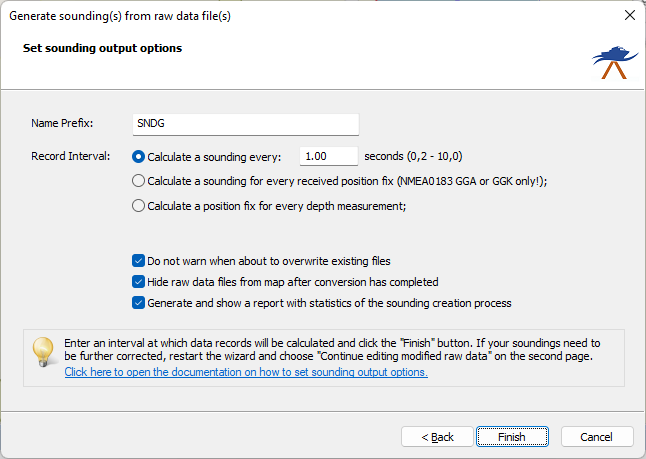 Generate sounding(s) from raw data file(s)
Set sounding output options
Name Prefix: SNDG
Record Interval: Calculate a sounding every: 1.00 seconds (0,2 - 10,0)
Calculate a sounding for every received position fix (NMEA0183 GGA or GGK only!);
Calculate a position fix for every depth measurement;
Do not warn when about to overwrite existing files
Hide raw data files from map after conversion has completed
Generate and show a report with statistics of the sounding creation process
Enter an interval at which data records will be calculated and click the "Finish" button. If your soundings need to
be further corrected, restart the wizard and choose "Continue editing modified raw data" on the second page.
Click here to open the documentation on how to set sounding output options.
< Back Finish Cancel